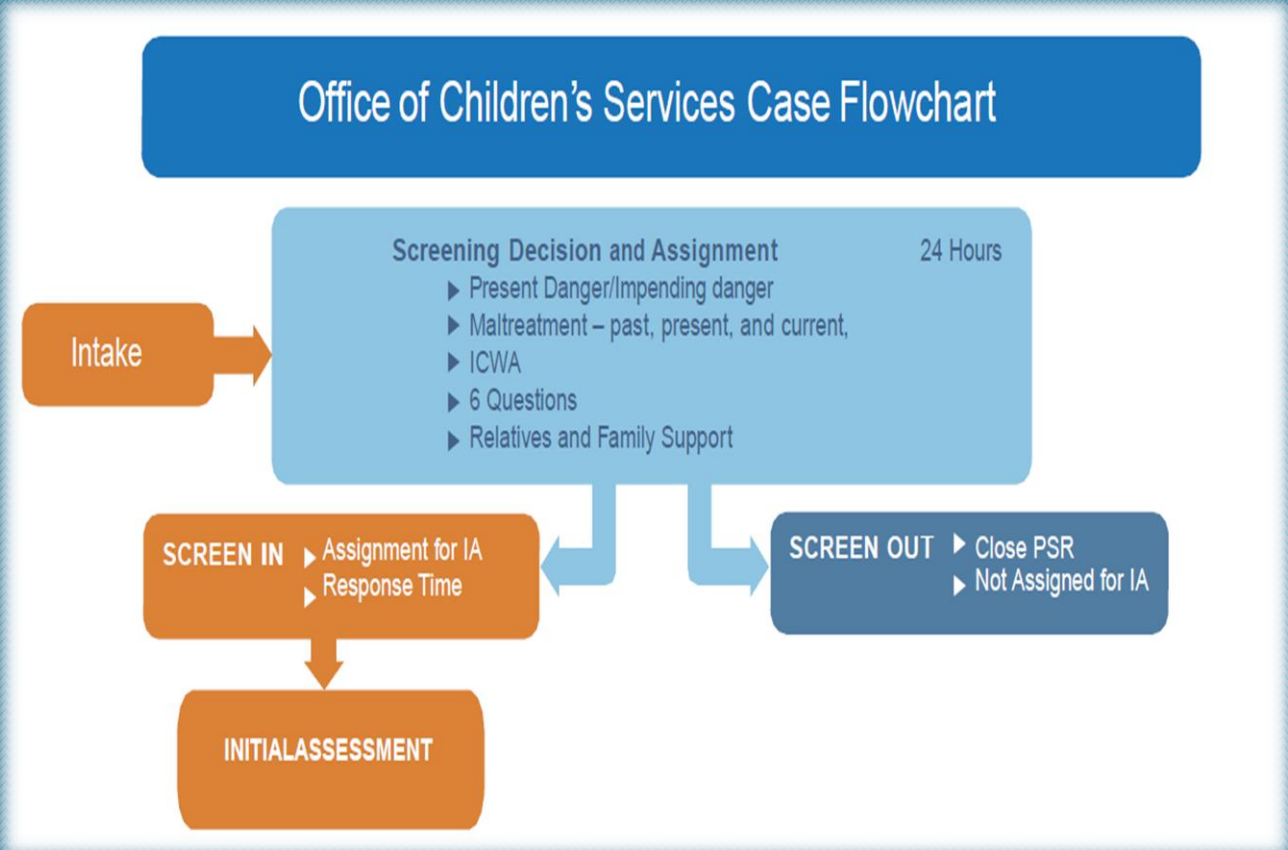 Office of Children's Services Case Flowchart
Screening Decision and Assignment 24 Hours
Present Danger/Impending danger
Maltreatment – past, present, and current,
ICWA
6 Questions
Relatives and Family Support
Intake
SCREEN IN
Assignment for IA
Response Time
SCREEN OUT
Close PSR
Not Assigned for IA
INITIALASSESSMENT